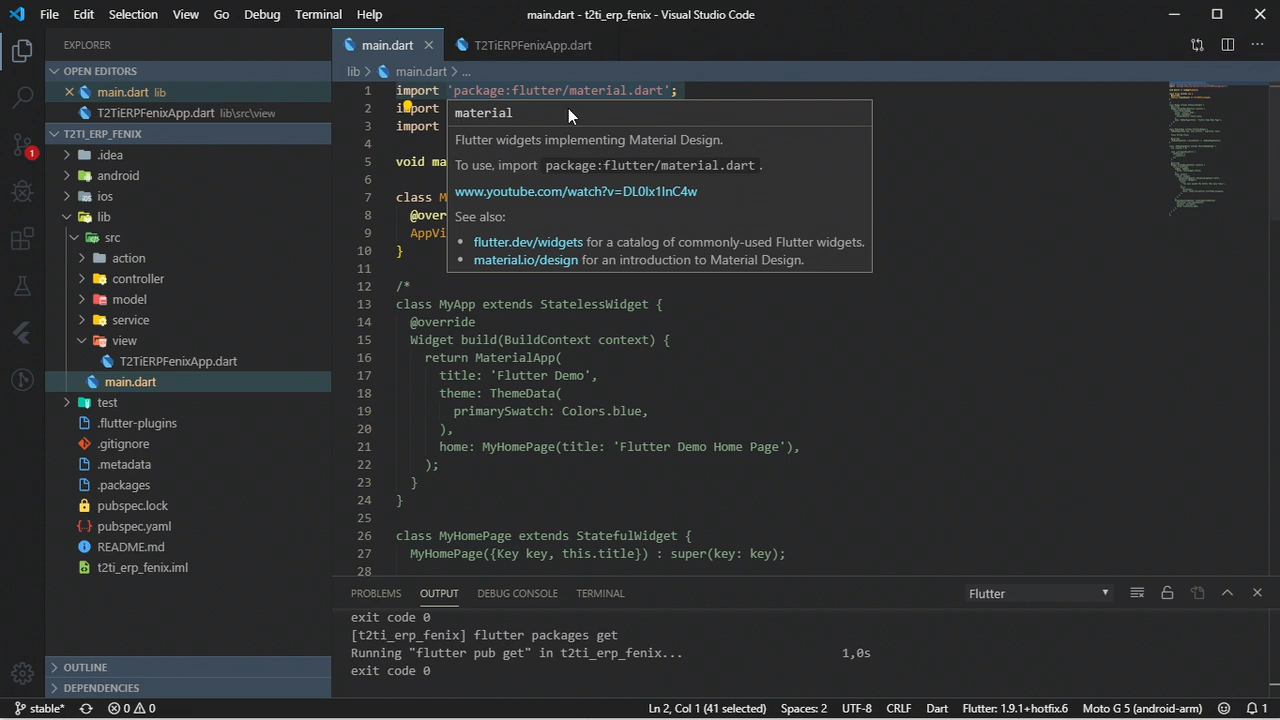 File Edit Selection View Go Debug Terminal Help
main.dart - t2ti_erp_fenix - Visual Studio Code
EXPLORER
OPEN EDITORS
main.dart lib
T2TiERPFenixApp.dart lib\src\view
T2TI_ERP_FENIX
.idea
android
ios
lib
src
action
controller
model
service
view
T2TiERPFenixApp.dart
main.dart
test
.flutter-plugins
.gitignore
.metadata
.packages
pubspec.lock
pubspec.yaml
README.md
t2ti_erp_fenix.iml
OUTLINE
DEPENDENCIES
1
main.dart
T2TiERPFenixApp.dart
lib > main.dart > ...
1 import 'package:flutter/material.dart';
2 import
3 import
4
5 void ma
6
7 class M
8 @over
9 AppVi
10 }
11
12 /*
13 class MyApp extends StatelessWidget {
14 @override
15 Widget build(BuildContext context) {
16 return MaterialApp(
17 title: 'Flutter Demo',
18 theme: ThemeData(
19 primarySwatch: Colors.blue,
20 ),
21 home: MyHomePage(title: 'Flutter Demo Home Page'),
22 );
23 }
24 }
25
26 class MyHomePage extends StatefulWidget {
27 MyHomePage({Key key, this.title}) : super(key: key);
28
material
Flutter widgets implementing Material Design.
To use, import package:flutter/material.dart.
www.youtube.com/watch?v=DL0Ix1lnC4w
See also:
• flutter.dev/widgets for a catalog of commonly-used Flutter widgets.
• material.io/design for an introduction to Material Design.
PROBLEMS OUTPUT DEBUG CONSOLE TERMINAL
Flutter
exit code 0
[t2ti_erp_fenix] flutter packages get
Running "flutter pub get" in t2ti_erp_fenix... 1,0s
exit code 0
stable* 0 0
Ln 2, Col 1 (41 selected) Spaces: 2 UTF-8 CRLF Dart Flutter: 1.9.1+hotfix.6 Moto G 5 (android-arm) 1